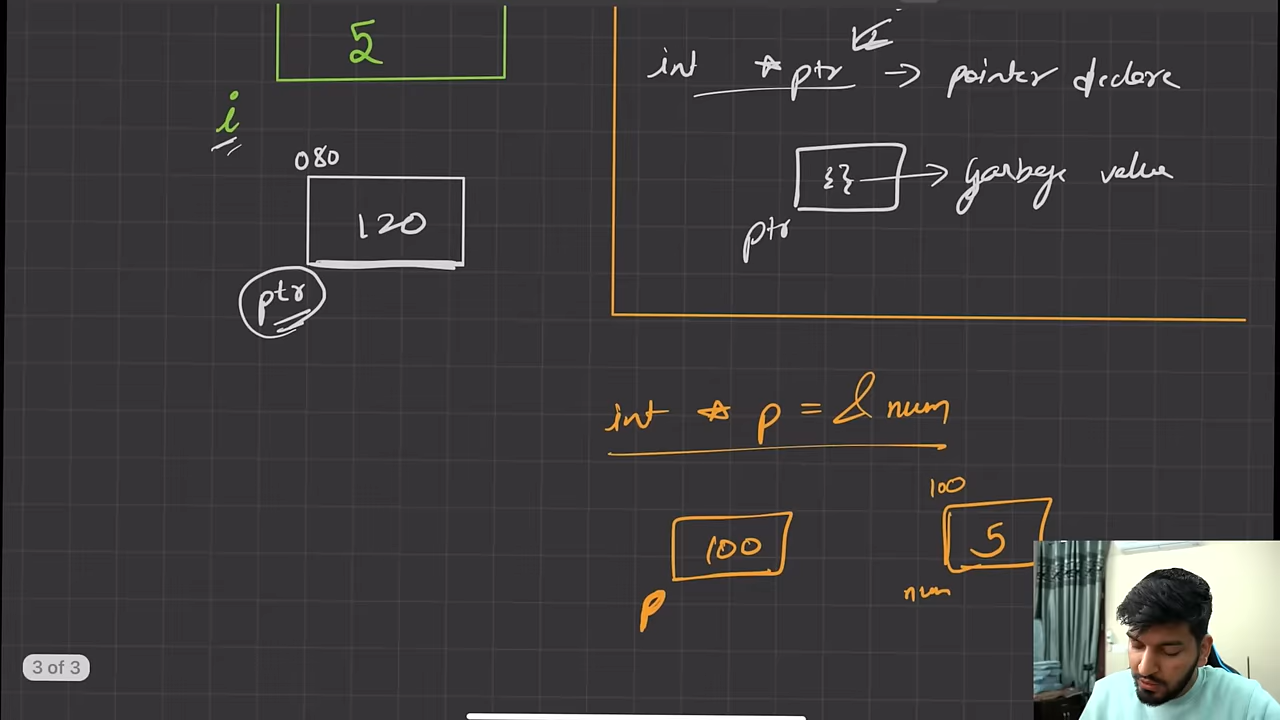 5
i
080
120
ptr
int *ptr -> pointer declare
{} -> garbage value
ptr
int * p = & num
100
100 5
p num
3 of 3